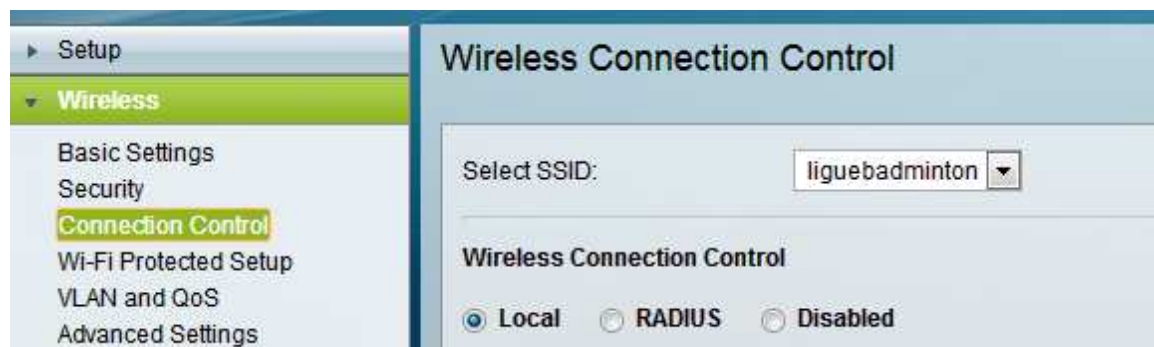 Setup
Wireless
Basic Settings
Security
Connection Control
Wi-Fi Protected Setup
VLAN and QoS
Advanced Settings
Wireless Connection Control
Select SSID: liguebadminton
Wireless Connection Control
Local RADIUS Disabled